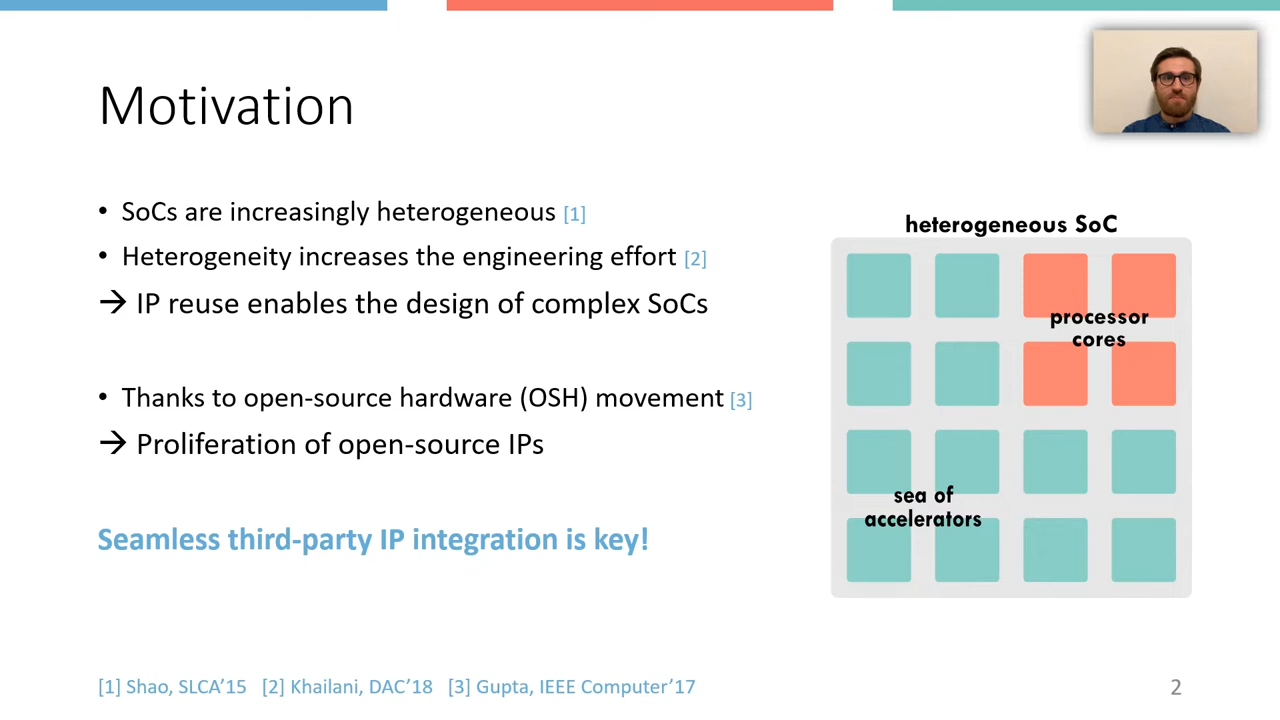 Motivation
• SoCs are increasingly heterogeneous [1]
• Heterogeneity increases the engineering effort [2]
→ IP reuse enables the design of complex SoCs
• Thanks to open-source hardware (OSH) movement [3]
→ Proliferation of open-source IPs
Seamless third-party IP integration is key!
heterogeneous SoC
processor
cores
sea of
accelerators
[1] Shao, SLCA’15 [2] Khailani, DAC’18 [3] Gupta, IEEE Computer’17
2